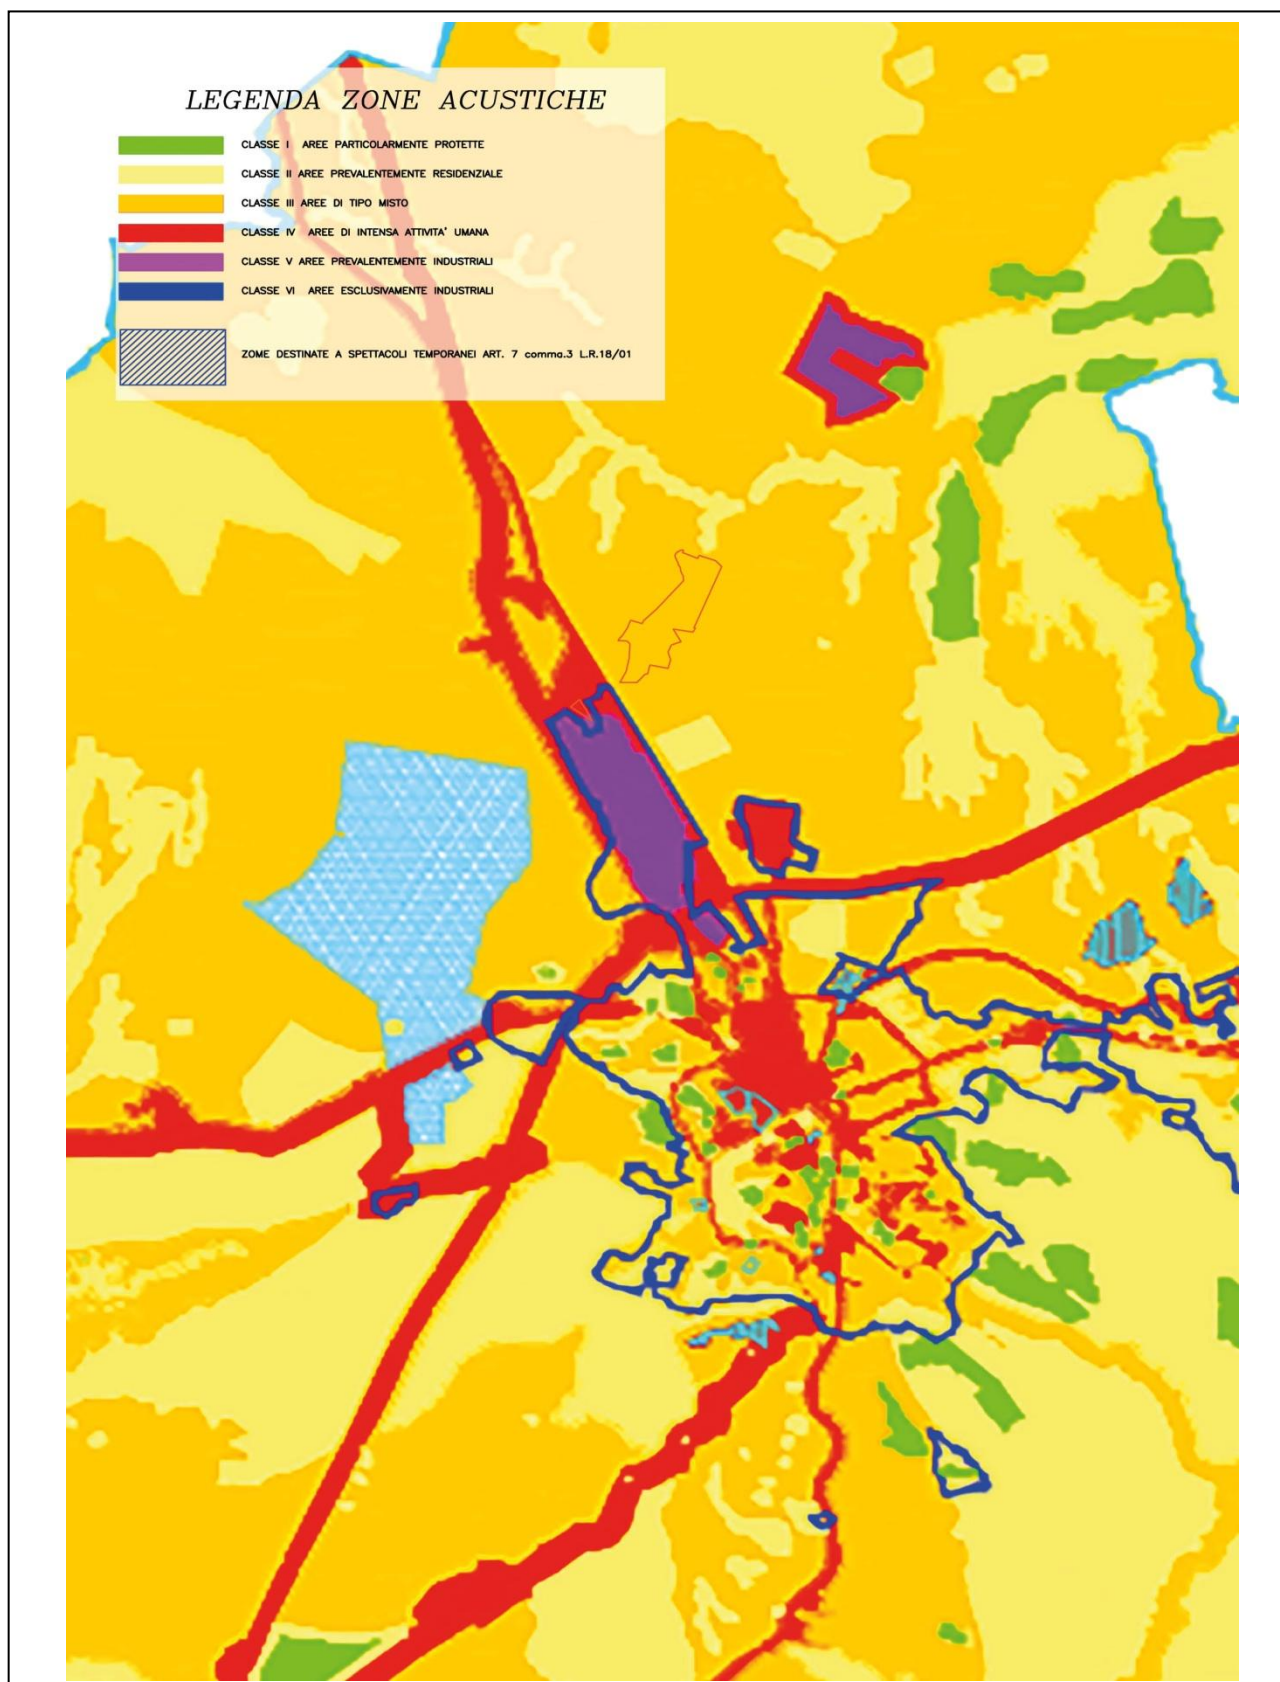 LEGENDA ZONE ACUSTICHE
CLASSE I AREE PARTICOLARMENTE PROTETTE
CLASSE II AREE PREVALENTEMENTE RESIDENZIALE
CLASSE III AREE DI TIPO MISTO
CLASSE IV AREE DI INTENSA ATTIVITA' UMANA
CLASSE V AREE PREVALENTEMENTE INDUSTRIALI
CLASSE VI AREE ESCLUSIVAMENTE INDUSTRIALI
ZOME DESTINATE A SPETTACOLI TEMPORANEI ART. 7 comma.3 L.R.18/01